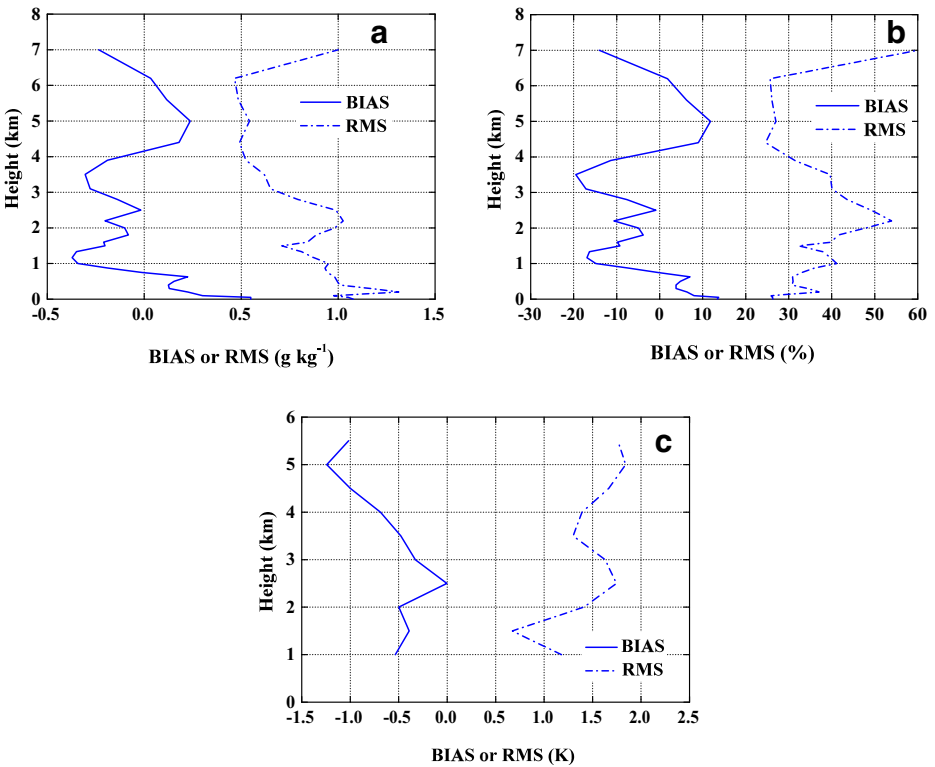 a
8
7
6
5
4
3
2
1
0
Height (km)
BIAS
RMS
-0.5 0.0 0.5 1.0 1.5
BIAS or RMS (g kg-1)
b
8
7
6
5
4
3
2
1
0
Height (km)
BIAS
RMS
-30 -20 -10 0 10 20 30 40 50 60
BIAS or RMS (%)
c
6
5
4
3
2
1
0
Height (km)
BIAS
RMS
-1.5 -1.0 -0.5 0.0 0.5 1.0 1.5 2.0 2.5
BIAS or RMS (K)